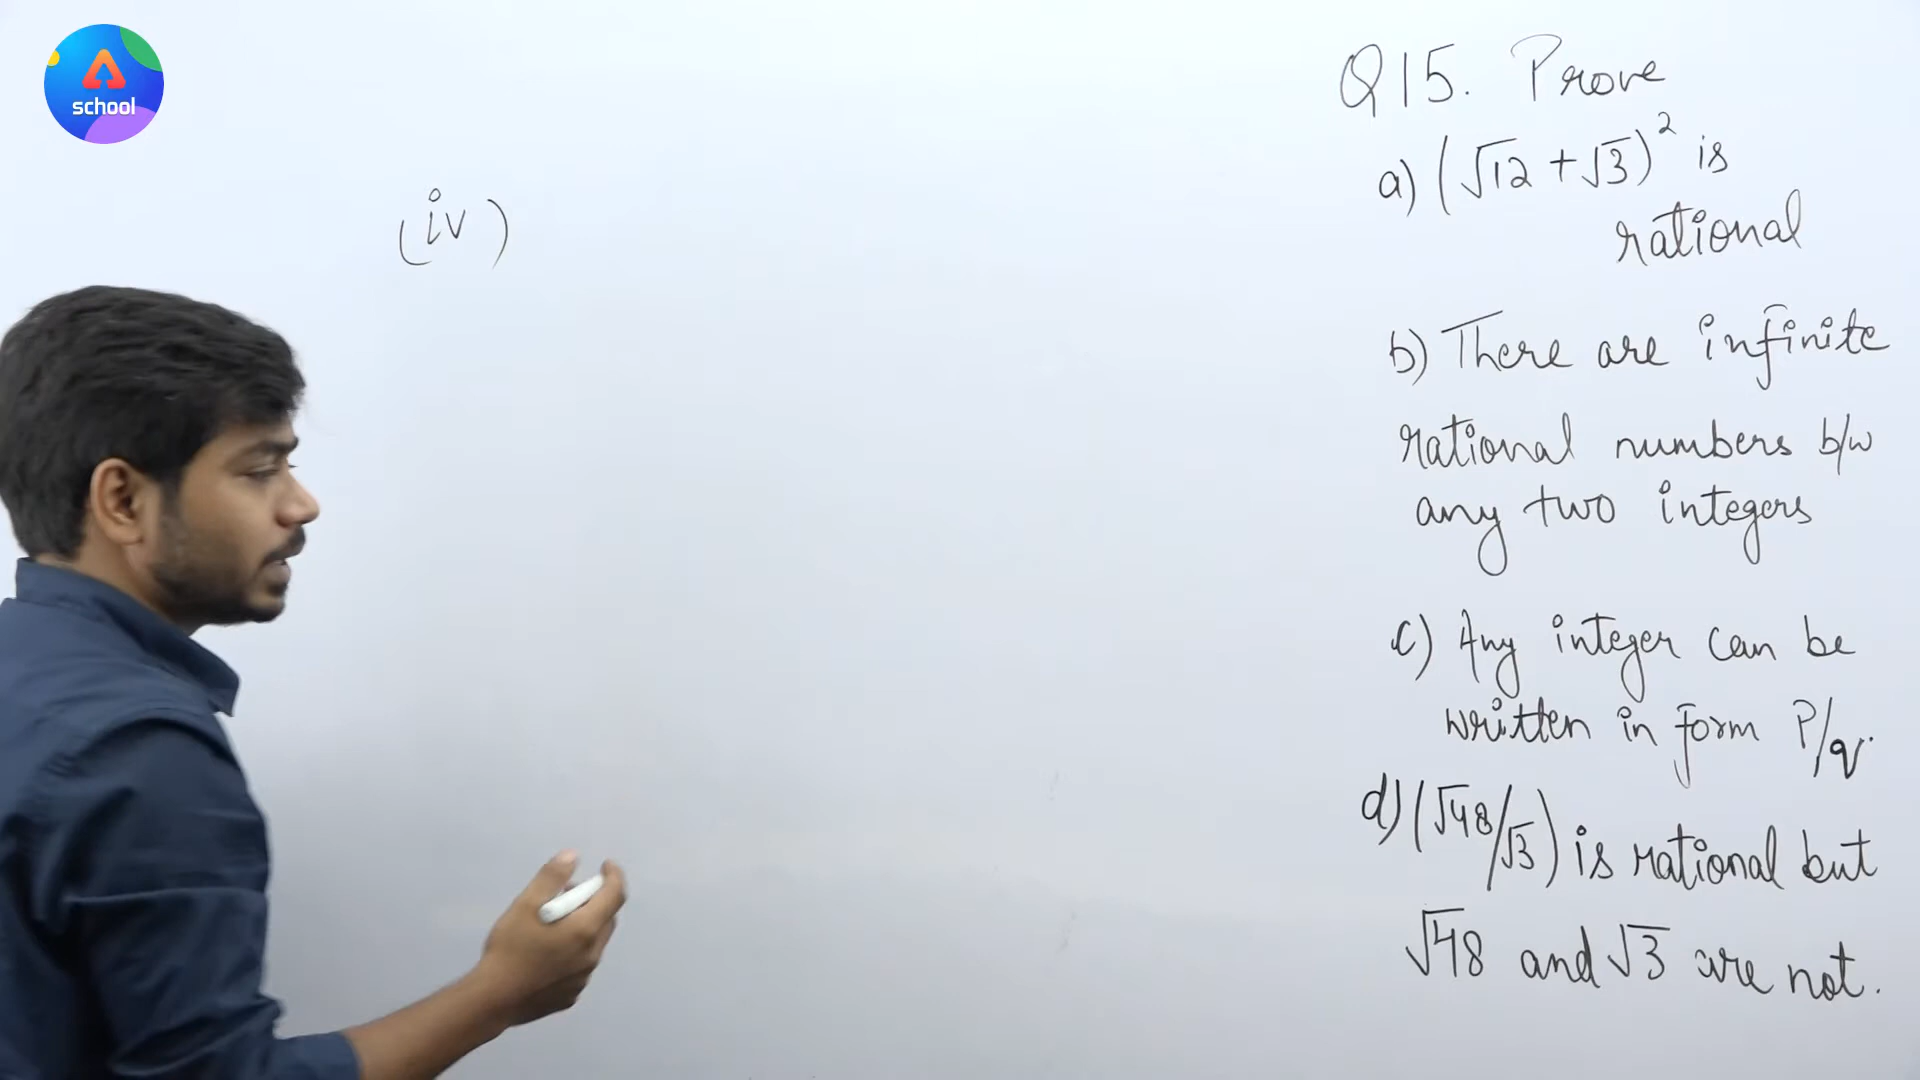 school
(iv)
Q15. Prove
a) (√12 + √3)² is
rational
b) There are infinite
rational numbers b/w
any two integers
c) Any integer can be
written in form P/q.
d) (√48/√3) is rational but
√48 and √3 are not.